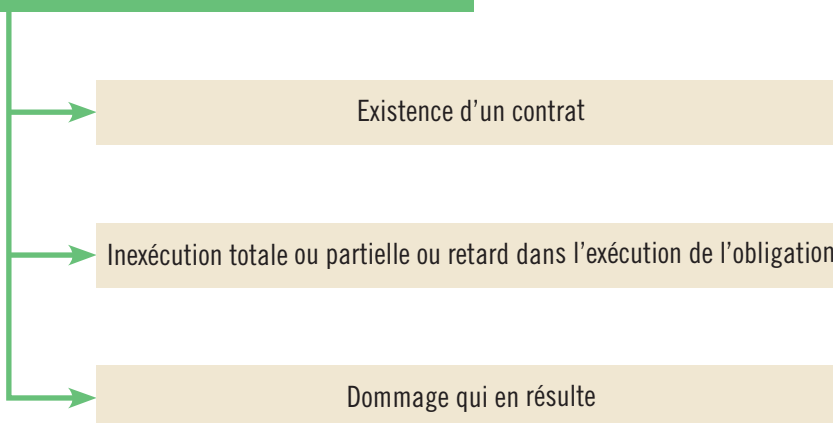 Existence d’un contrat
Inexécution totale ou partielle ou retard dans l’exécution de l’obligation
Dommage qui en résulte